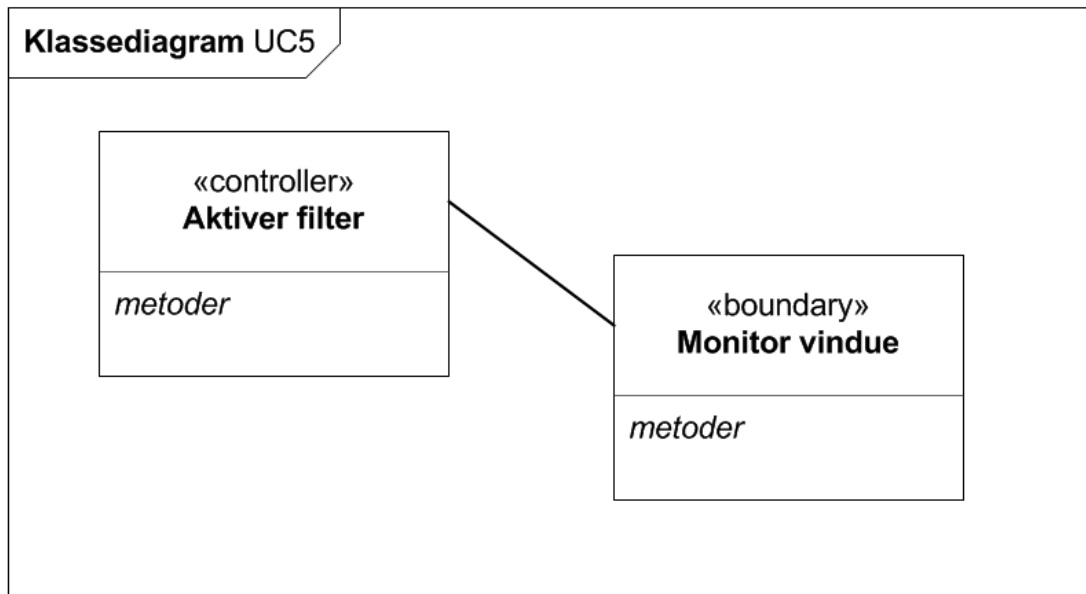 Klassediagram UC5
«controller»
Aktiver filter
metoder
«boundary»
Monitor vindue
metoder